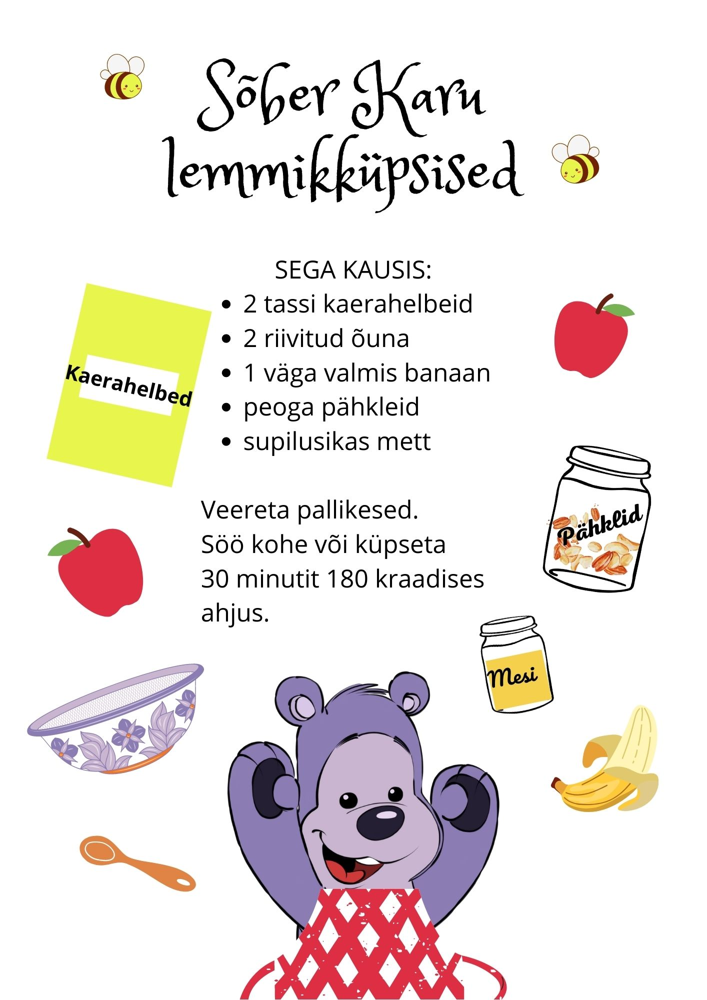 Sõber Karu
lemmikküpsised
SEGA KAUSIS:
• 2 tassi kaerahelbeid
• 2 riivitud õuna
• 1 väga valmis banaan
• peoga pähkleid
• supilusikas mett
Kaerahelbed
Veereta pallikesed.
Söö kohe või küpseta
30 minutit 180 kraadises
ahjus.
Pähklid
Mesi